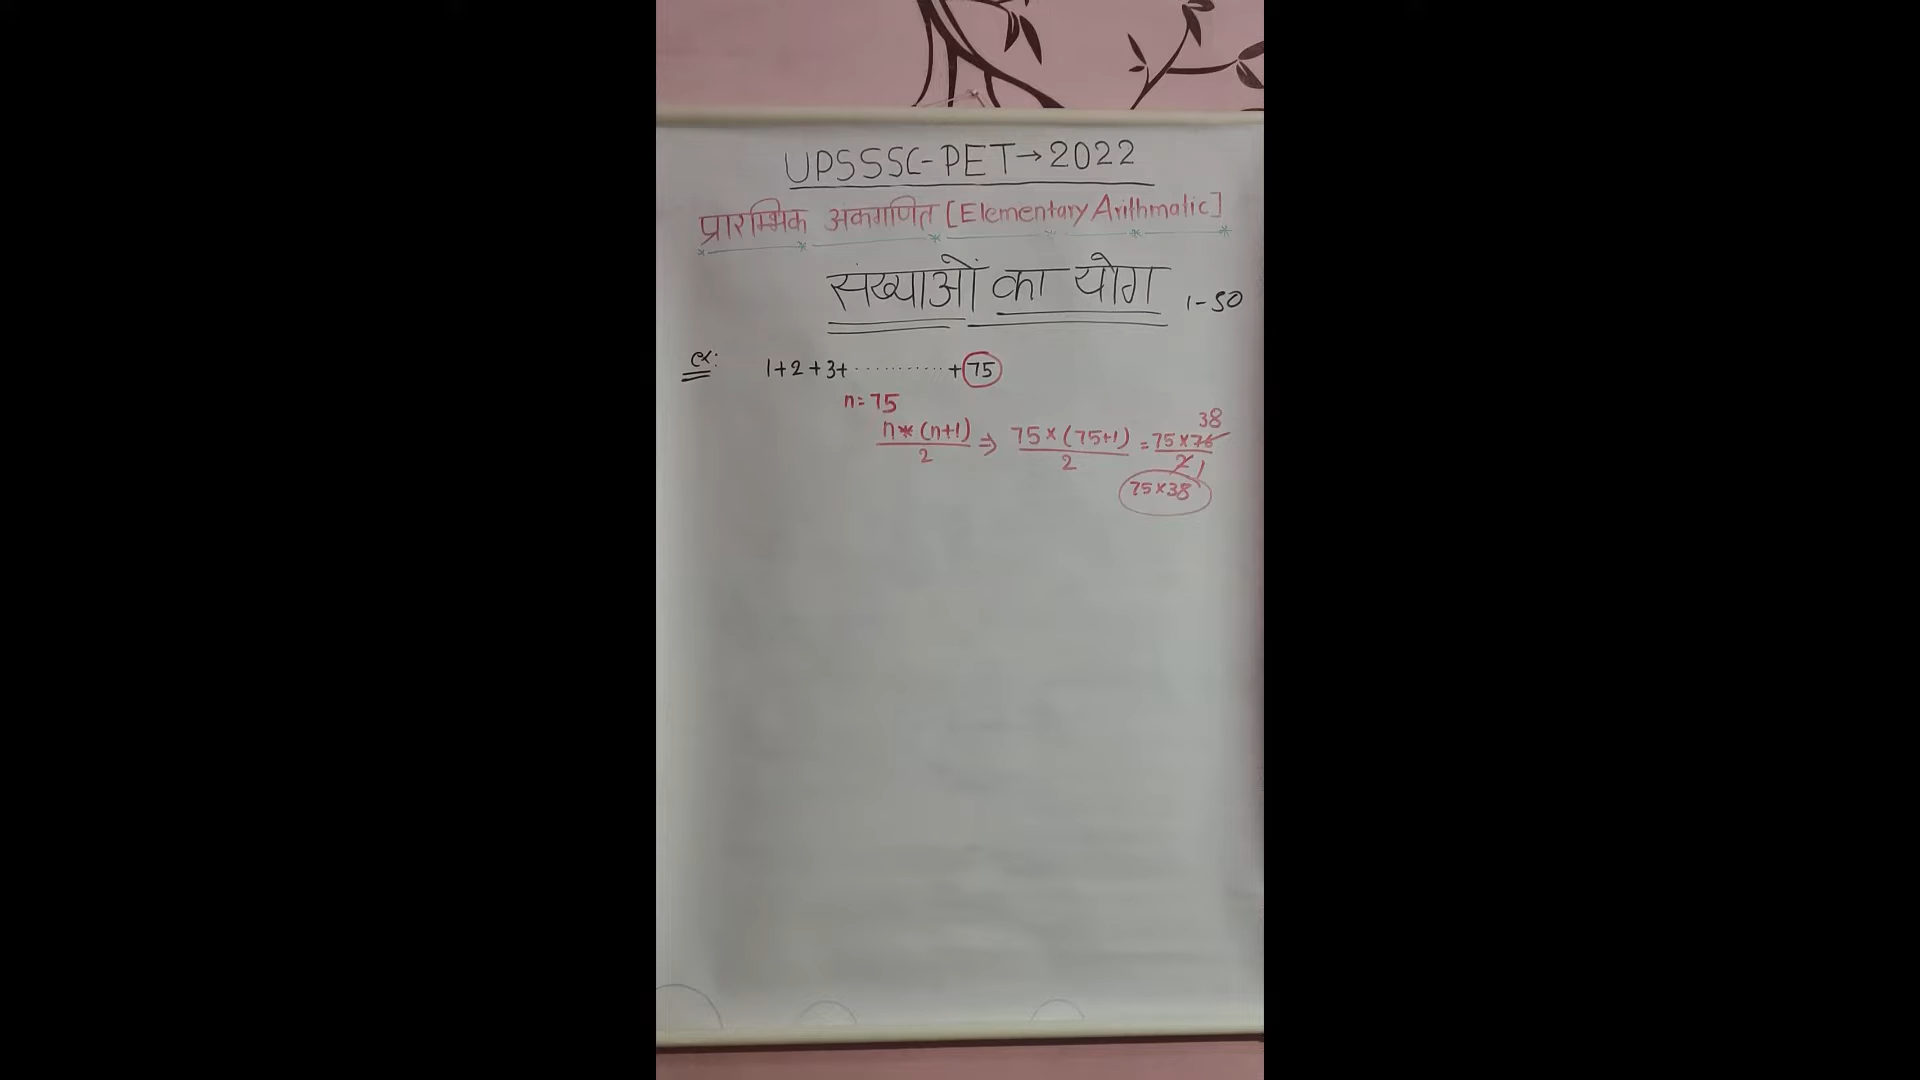 UPSSSC-PET→2022
प्रारम्भिक अंकगणित [Elementary Arithmatic]
संख्याओं का योग 1-50
ex: 1+2+3+...........+75
n=75
38
n*(n+1)/2 ⇒ 75×(75+1)/2 = 75×76/2 1
75×38